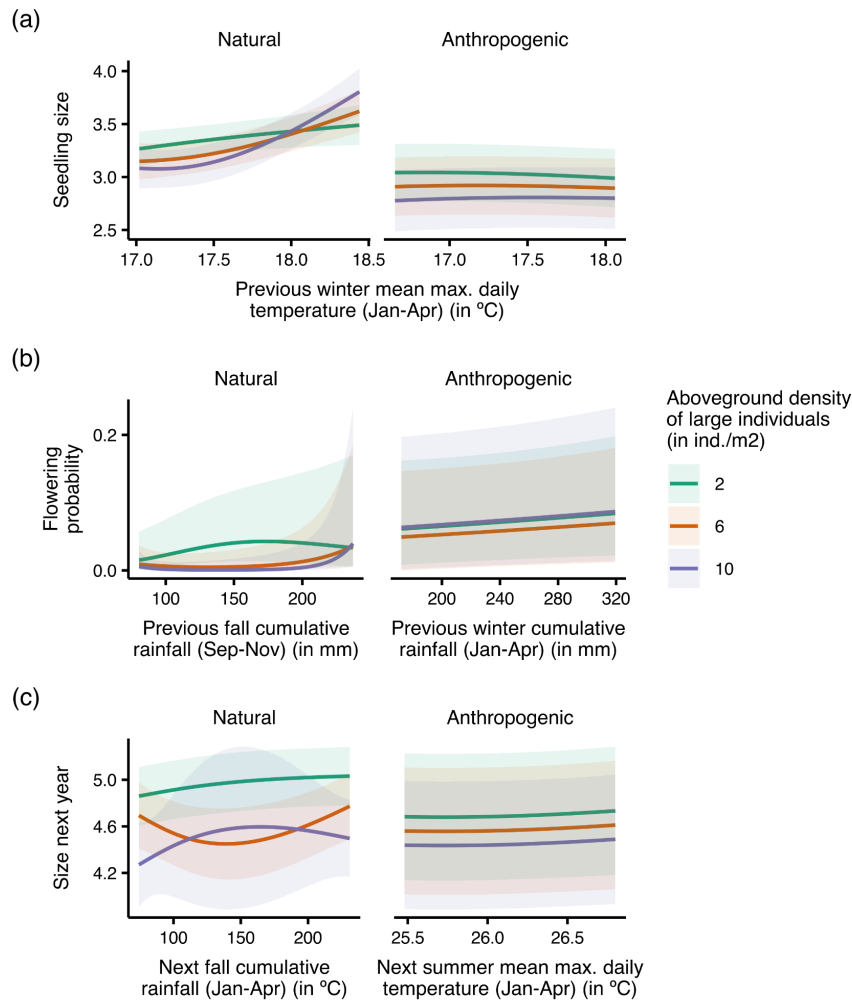 (a)
Natural
Anthropogenic
4.0
3.5
3.0
2.5
Seedling size
17.0 17.5 18.0 18.5 17.0 17.5 18.0
Previous winter mean max. daily
temperature (Jan-Apr) (in ºC)
(b)
Natural
Anthropogenic
0.2
0.0
Flowering
probability
100 150 200
200 240 280 320
Previous fall cumulative
rainfall (Sep-Nov) (in mm)
Previous winter cumulative
rainfall (Jan-Apr) (in mm)
Aboveground density
of large individuals
(in ind./m2)
2
6
10
(c)
Natural
Anthropogenic
5.0
4.6
4.2
Size next year
100 150 200
25.5 26.0 26.5
Next fall cumulative
rainfall (Jan-Apr) (in ºC)
Next summer mean max. daily
temperature (Jan-Apr) (in ºC)